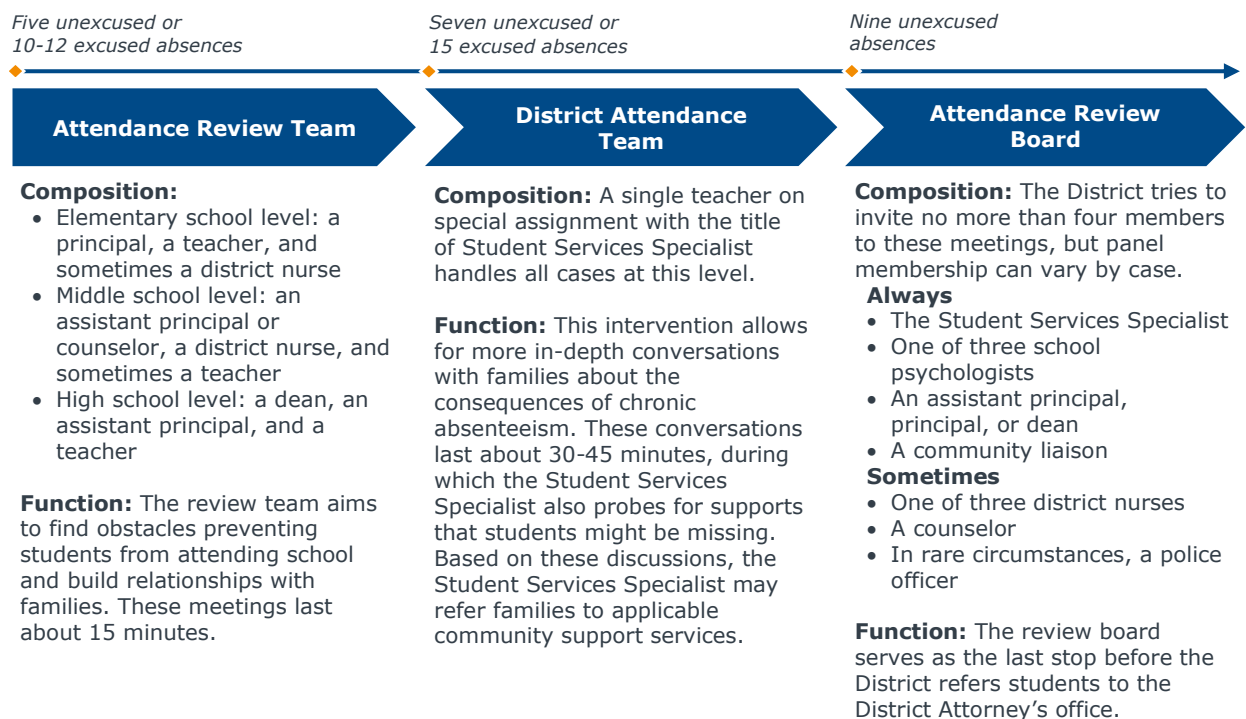 Five unexcused or
10-12 excused absences
Seven unexcused or
15 excused absences
Nine unexcused
absences
Attendance Review Team
District Attendance
Team
Attendance Review
Board
Composition:
• Elementary school level: a
principal, a teacher, and
sometimes a district nurse
• Middle school level: an
assistant principal or
counselor, a district nurse, and
sometimes a teacher
• High school level: a dean, an
assistant principal, and a
teacher
Function: The review team aims
to find obstacles preventing
students from attending school
and build relationships with
families. These meetings last
about 15 minutes.
Composition: A single teacher on
special assignment with the title
of Student Services Specialist
handles all cases at this level.
Function: This intervention allows
for more in-depth conversations
with families about the
consequences of chronic
absenteeism. These conversations
last about 30-45 minutes, during
which the Student Services
Specialist also probes for supports
that students might be missing.
Based on these discussions, the
Student Services Specialist may
refer families to applicable
community support services.
Composition: The District tries to
invite no more than four members
to these meetings, but panel
membership can vary by case.
Always
• The Student Services Specialist
• One of three school
psychologists
• An assistant principal,
principal, or dean
• A community liaison
Sometimes
• One of three district nurses
• A counselor
• In rare circumstances, a police
officer
Function: The review board
serves as the last stop before the
District refers students to the
District Attorney’s office.